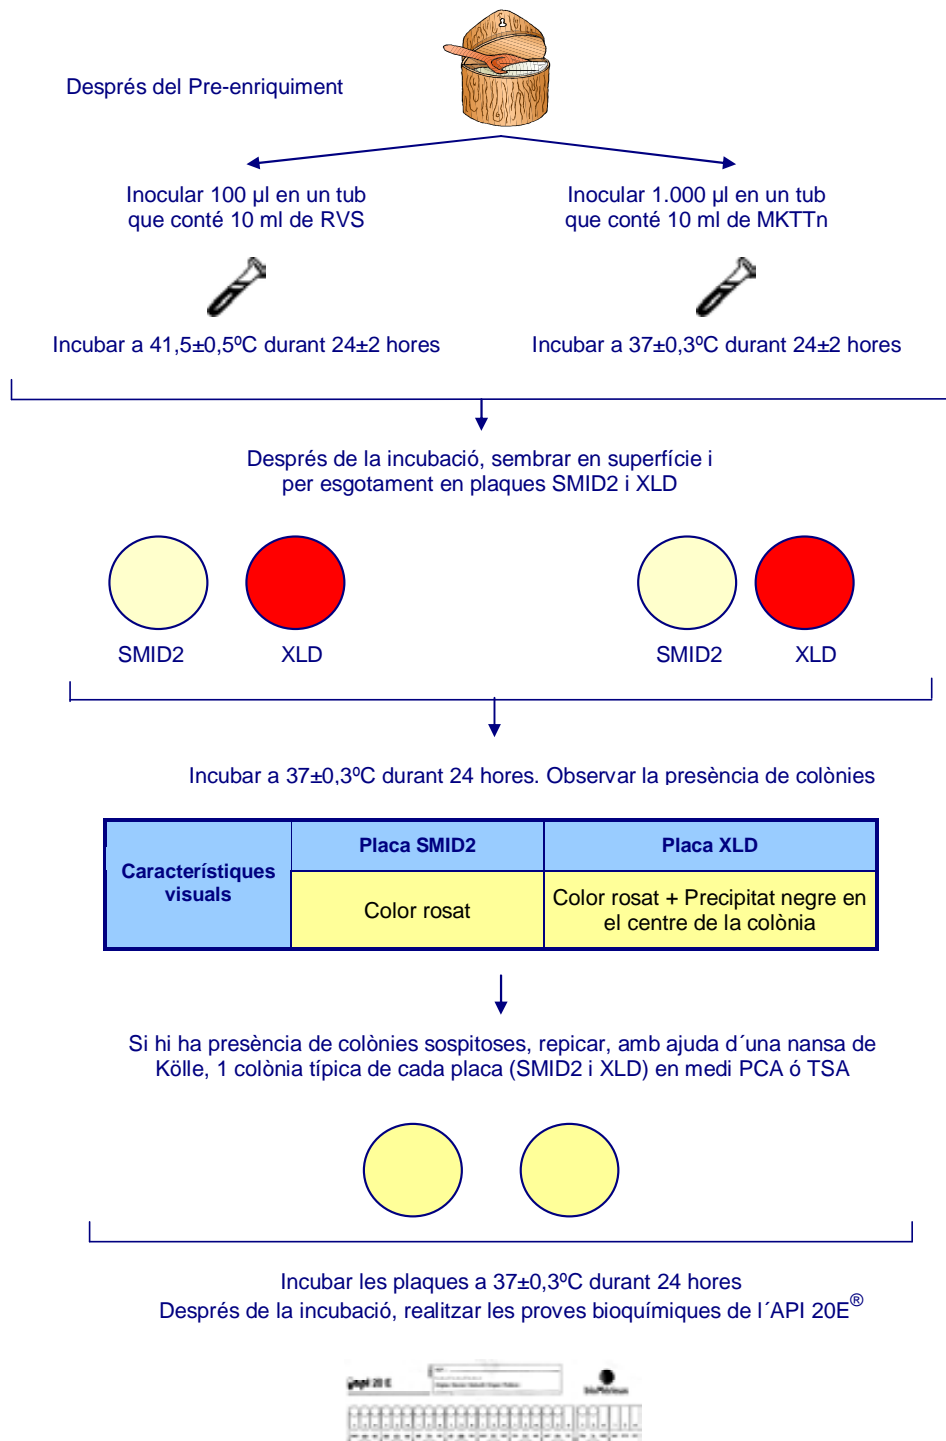 Després del Pre-enriquiment
Inocular 100 µl en un tub
que conté 10 ml de RVS
Inocular 1.000 µl en un tub
que conté 10 ml de MKTTn
Incubar a 41,5±0,5ºC durant 24±2 hores
Incubar a 37±0,3ºC durant 24±2 hores
Després de la incubació, sembrar en superfície i
per esgotament en plaques SMID2 i XLD
SMID2
XLD
SMID2
XLD
Incubar a 37±0,3ºC durant 24 hores. Observar la presència de colònies
Característiques
visuals
Placa SMID2
Placa XLD
Color rosat
Color rosat + Precipitat negre en
el centre de la colònia
Si hi ha presència de colònies sospitoses, repicar, amb ajuda d´una nansa de
Kölle, 1 colònia típica de cada placa (SMID2 i XLD) en medi PCA ó TSA
Incubar les plaques a 37±0,3ºC durant 24 hores
Després de la incubació, realitzar les proves bioquímiques de l´API 20E®
api 20 E
bioMérieux